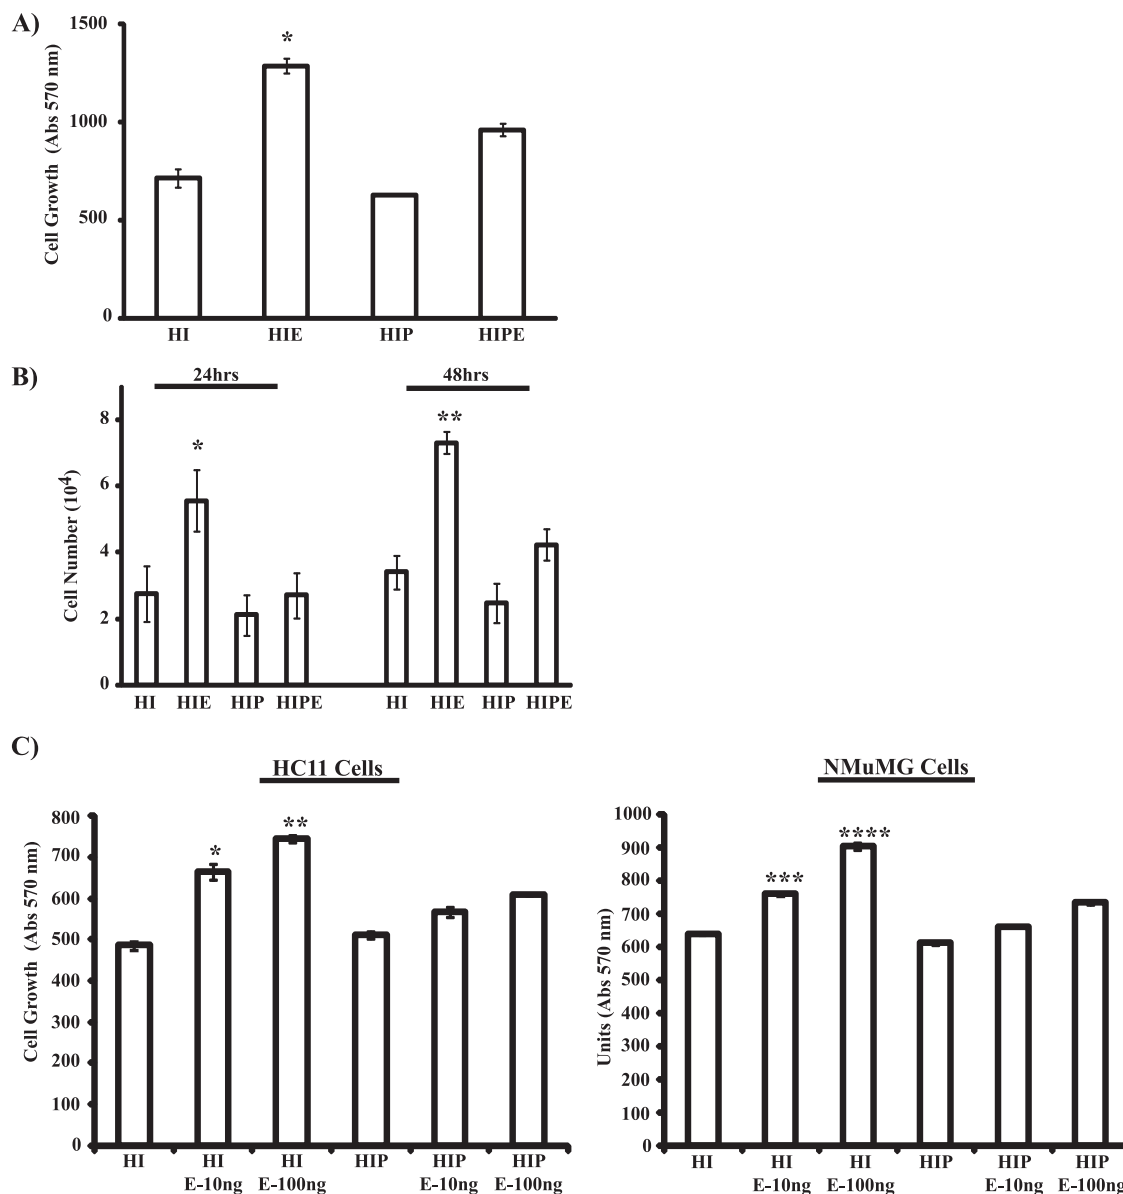 A)
Cell Growth (Abs 570 nm)
1500
1000
500
0
*
HI HIE HIP HIPE
B)
24hrs 48hrs
Cell Number (10^4)
8
6
4
2
0
* **
HI HIE HIP HIPE HI HIE HIP HIPE
C)
HC11 Cells
Cell Growth (Abs 570 nm)
800
700
600
500
400
300
200
100
0
* **
HI HI HI HIP HIP HIP
E-10ng E-100ng E-10ng E-100ng
NMuMG Cells
Units (Abs 570 nm)
1000
900
800
700
600
500
400
300
200
100
0
*** ****
HI HI HI HIP HIP HIP
E-10ng E-100ng E-10ng E-100ng